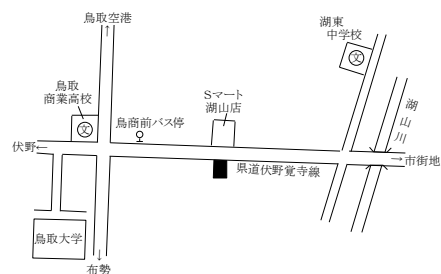 鳥取空港
↑
湖東
中学校
文
鳥取
商業高校
文
Sマート
湖山店
鳥商前バス停
湖山川
伏野←
→市街地
県道伏野覚寺線
鳥取大学
↓
布勢